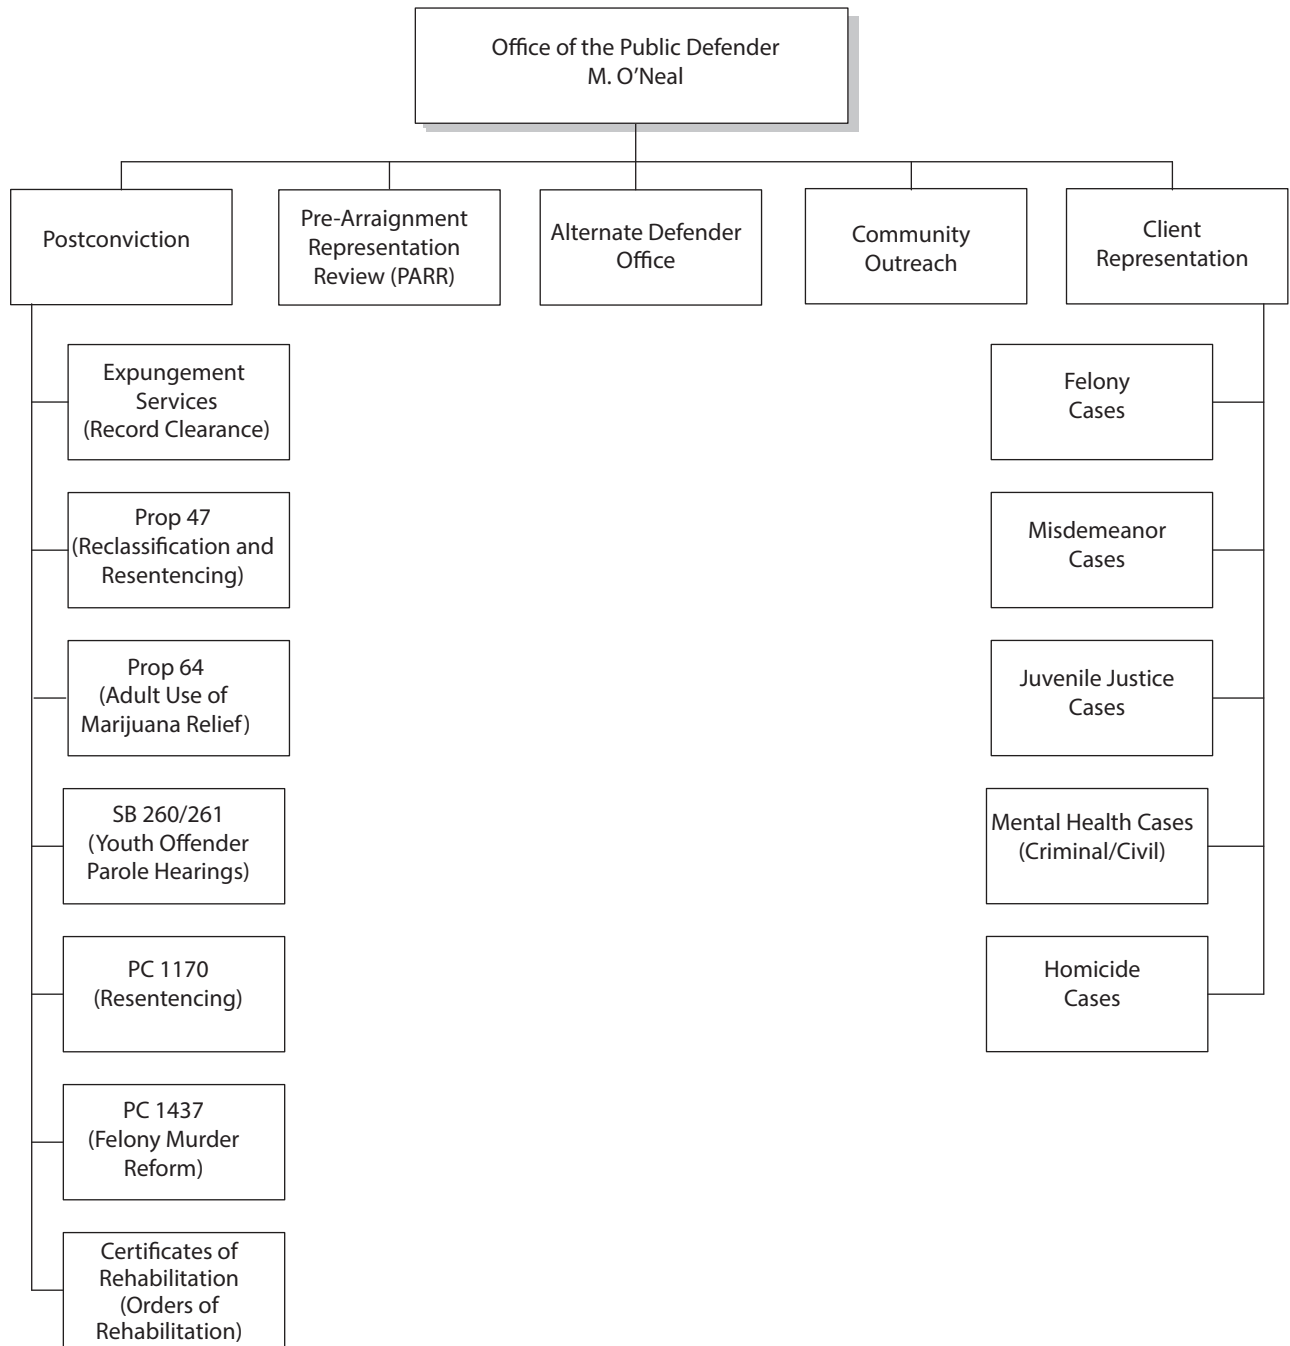 Office of the Public Defender
M. O’Neal
Postconviction
Pre-Arraignment
Representation
Review (PARR)
Alternate Defender
Office
Community
Outreach
Client
Representation
Expungement
Services
(Record Clearance)
Prop 47
(Reclassification and
Resentencing)
Prop 64
(Adult Use of
Marijuana Relief)
SB 260/261
(Youth Offender
Parole Hearings)
PC 1170
(Resentencing)
PC 1437
(Felony Murder
Reform)
Certificates of
Rehabilitation
(Orders of
Rehabilitation)
Felony
Cases
Misdemeanor
Cases
Juvenile Justice
Cases
Mental Health Cases
(Criminal/Civil)
Homicide
Cases